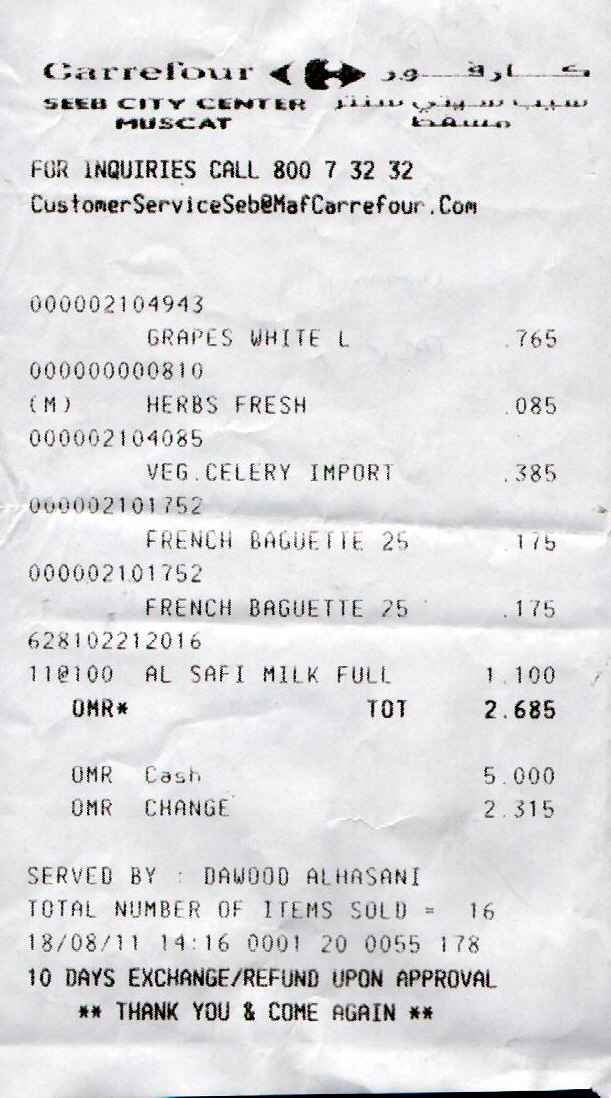 Carrefour كارفور
SEEB CITY CENTER سيب سيتي سنتر
MUSCAT مسقط
FOR INQUIRIES CALL 800 7 32 32
CustomerServiceSeb@MafCarrefour.Com
000002104943
GRAPES WHITE L .765
000000000810
(M) HERBS FRESH .085
000002104085
VEG.CELERY IMPORT .385
000002101752
FRENCH BAGUETTE 25 .175
000002101752
FRENCH BAGUETTE 25 .175
628102212016
11@100 AL SAFI MILK FULL 1.100
OMR* TOT 2.685
OMR Cash 5.000
OMR CHANGE 2.315
SERVED BY : DAWOOD ALHASANI
TOTAL NUMBER OF ITEMS SOLD = 16
18/08/11 14:16 0001 20 0055 178
10 DAYS EXCHANGE/REFUND UPON APPROVAL
** THANK YOU & COME AGAIN **